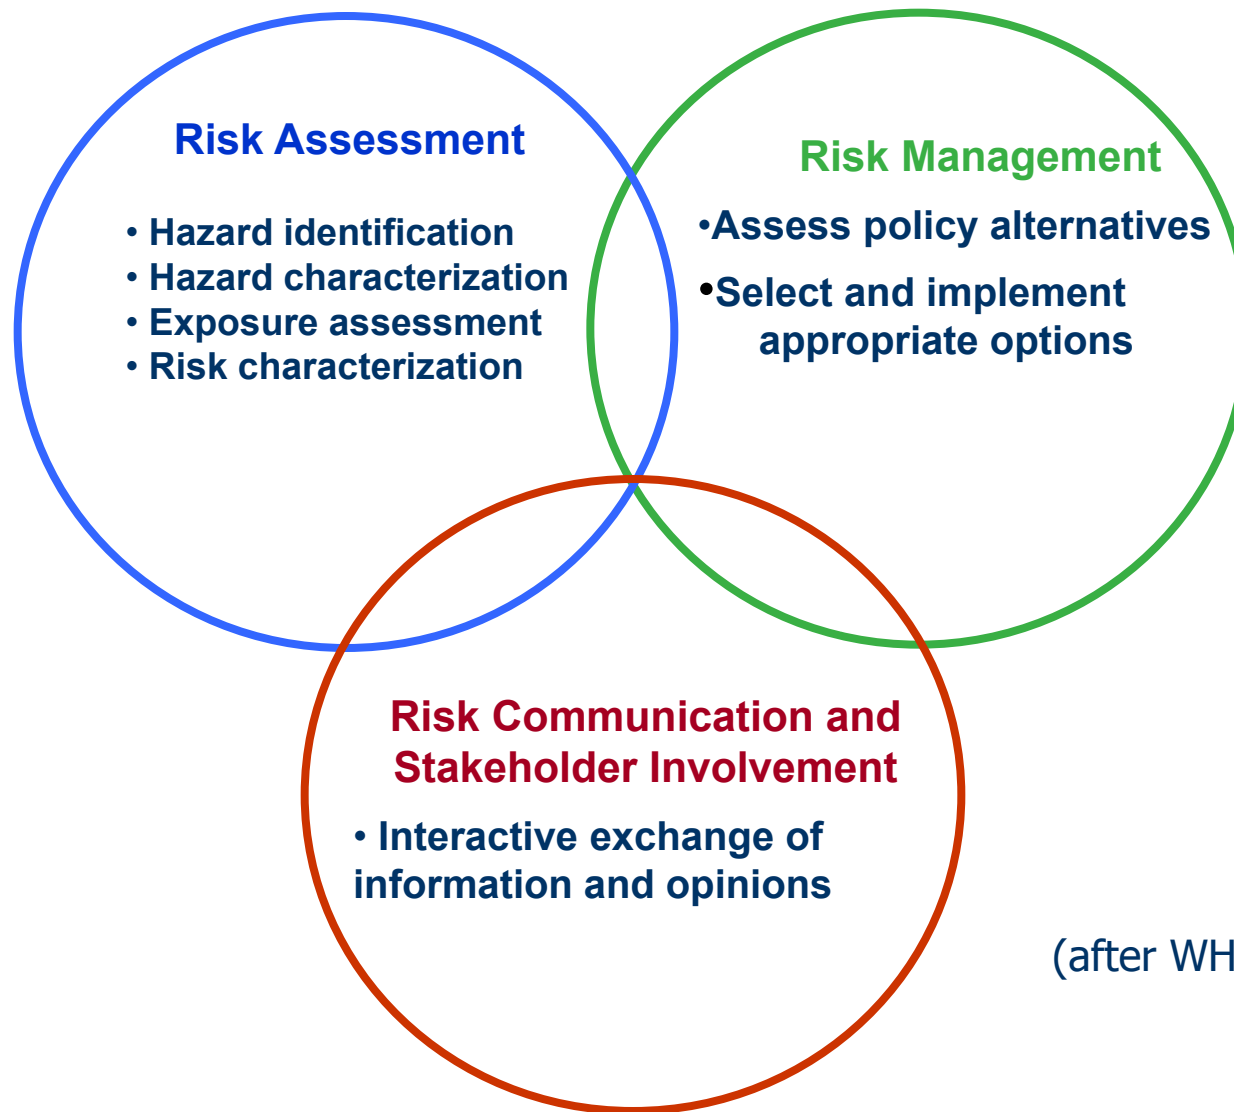 Risk Assessment
• Hazard identification
• Hazard characterization
• Exposure assessment
• Risk characterization
Risk Management
•Assess policy alternatives
•Select and implement
appropriate options
Risk Communication and
Stakeholder Involvement
• Interactive exchange of
information and opinions
(after WH